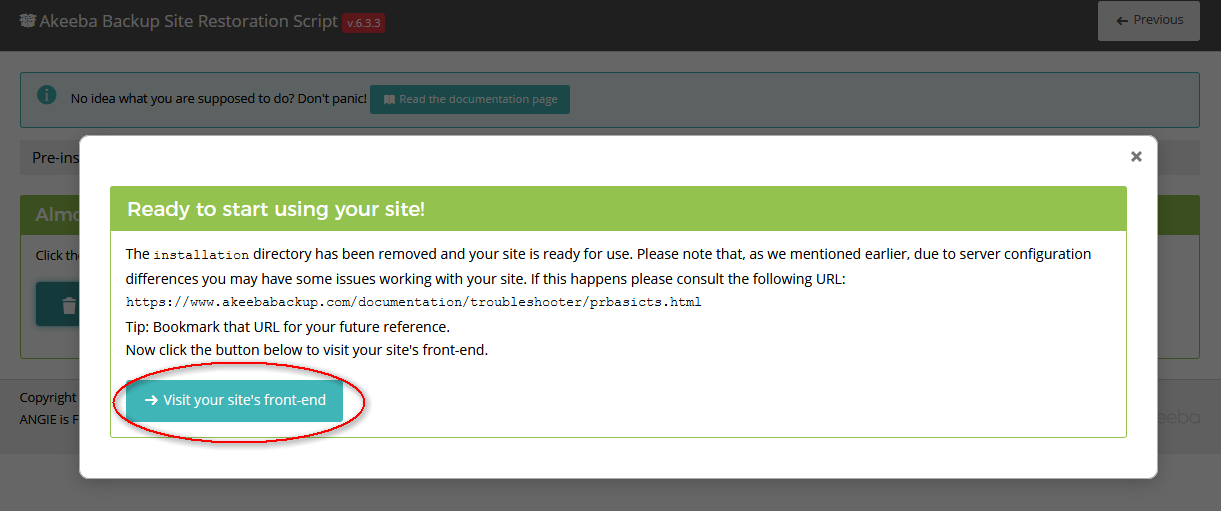 Akeeba Backup Site Restoration Script v.6.3.3
Previous
No idea what you are supposed to do? Don't panic! Read the documentation page
Pre-ins
×
Ready to start using your site!
Almo
The installation directory has been removed and your site is ready for use. Please note that, as we mentioned earlier, due to server configuration
Click the
differences you may have some issues working with your site. If this happens please consult the following URL:
https://www.akeebabackup.com/documentation/troubleshooter/prbasicts.html
Tip: Bookmark that URL for your future reference.
Now click the button below to visit your site's front-end.
Visit your site's front-end
Copyright
ANGIE is F
eeba